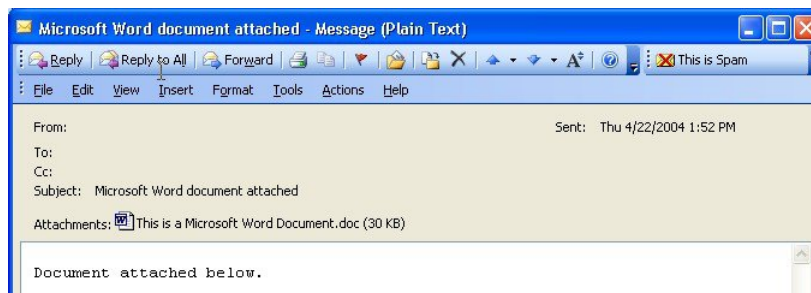 Microsoft Word document attached - Message (Plain Text)
Reply Reply to All Forward This is Spam
File Edit View Insert Format Tools Actions Help
From: Sent: Thu 4/22/2004 1:52 PM
To:
Cc:
Subject: Microsoft Word document attached
Attachments: This is a Microsoft Word Document.doc (30 KB)
Document attached below.